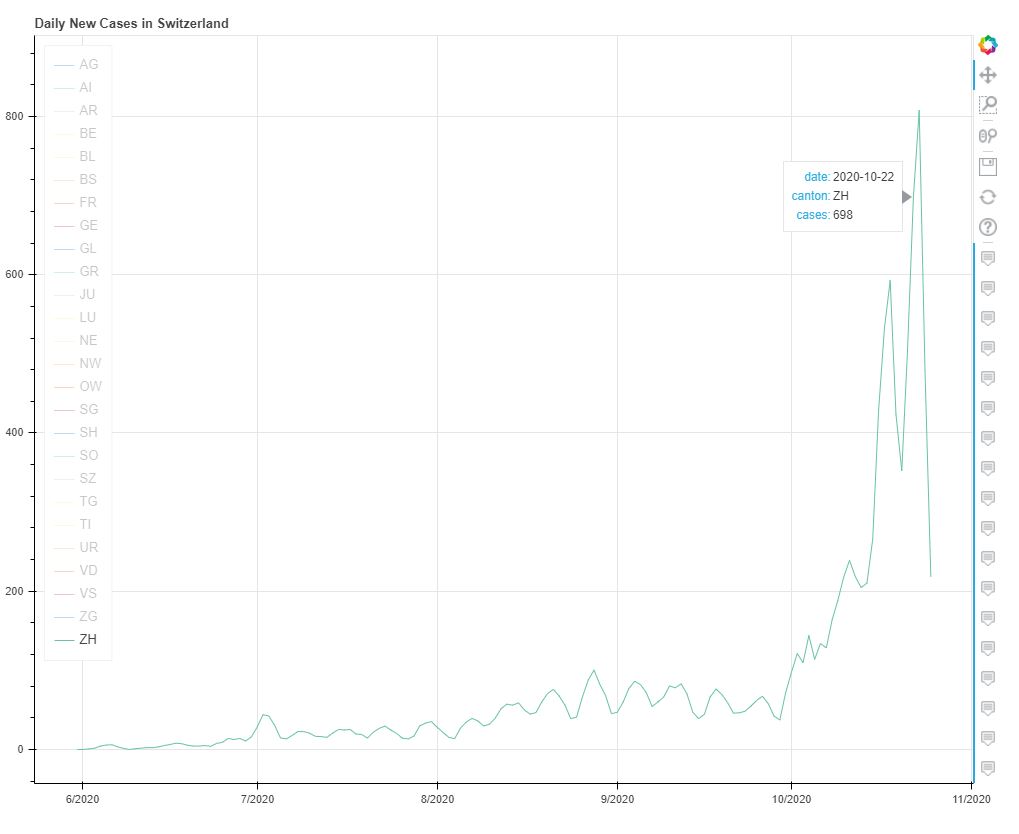 Daily New Cases in Switzerland
AG
AI
AR
BE
BL
BS
FR
GE
GL
GR
JU
LU
NE
NW
OW
SG
SH
SO
SZ
TG
TI
UR
VD
VS
ZG
ZH
800
600
400
200
0
date: 2020-10-22
canton: ZH
cases: 698
6/2020
7/2020
8/2020
9/2020
10/2020
11/2020
?